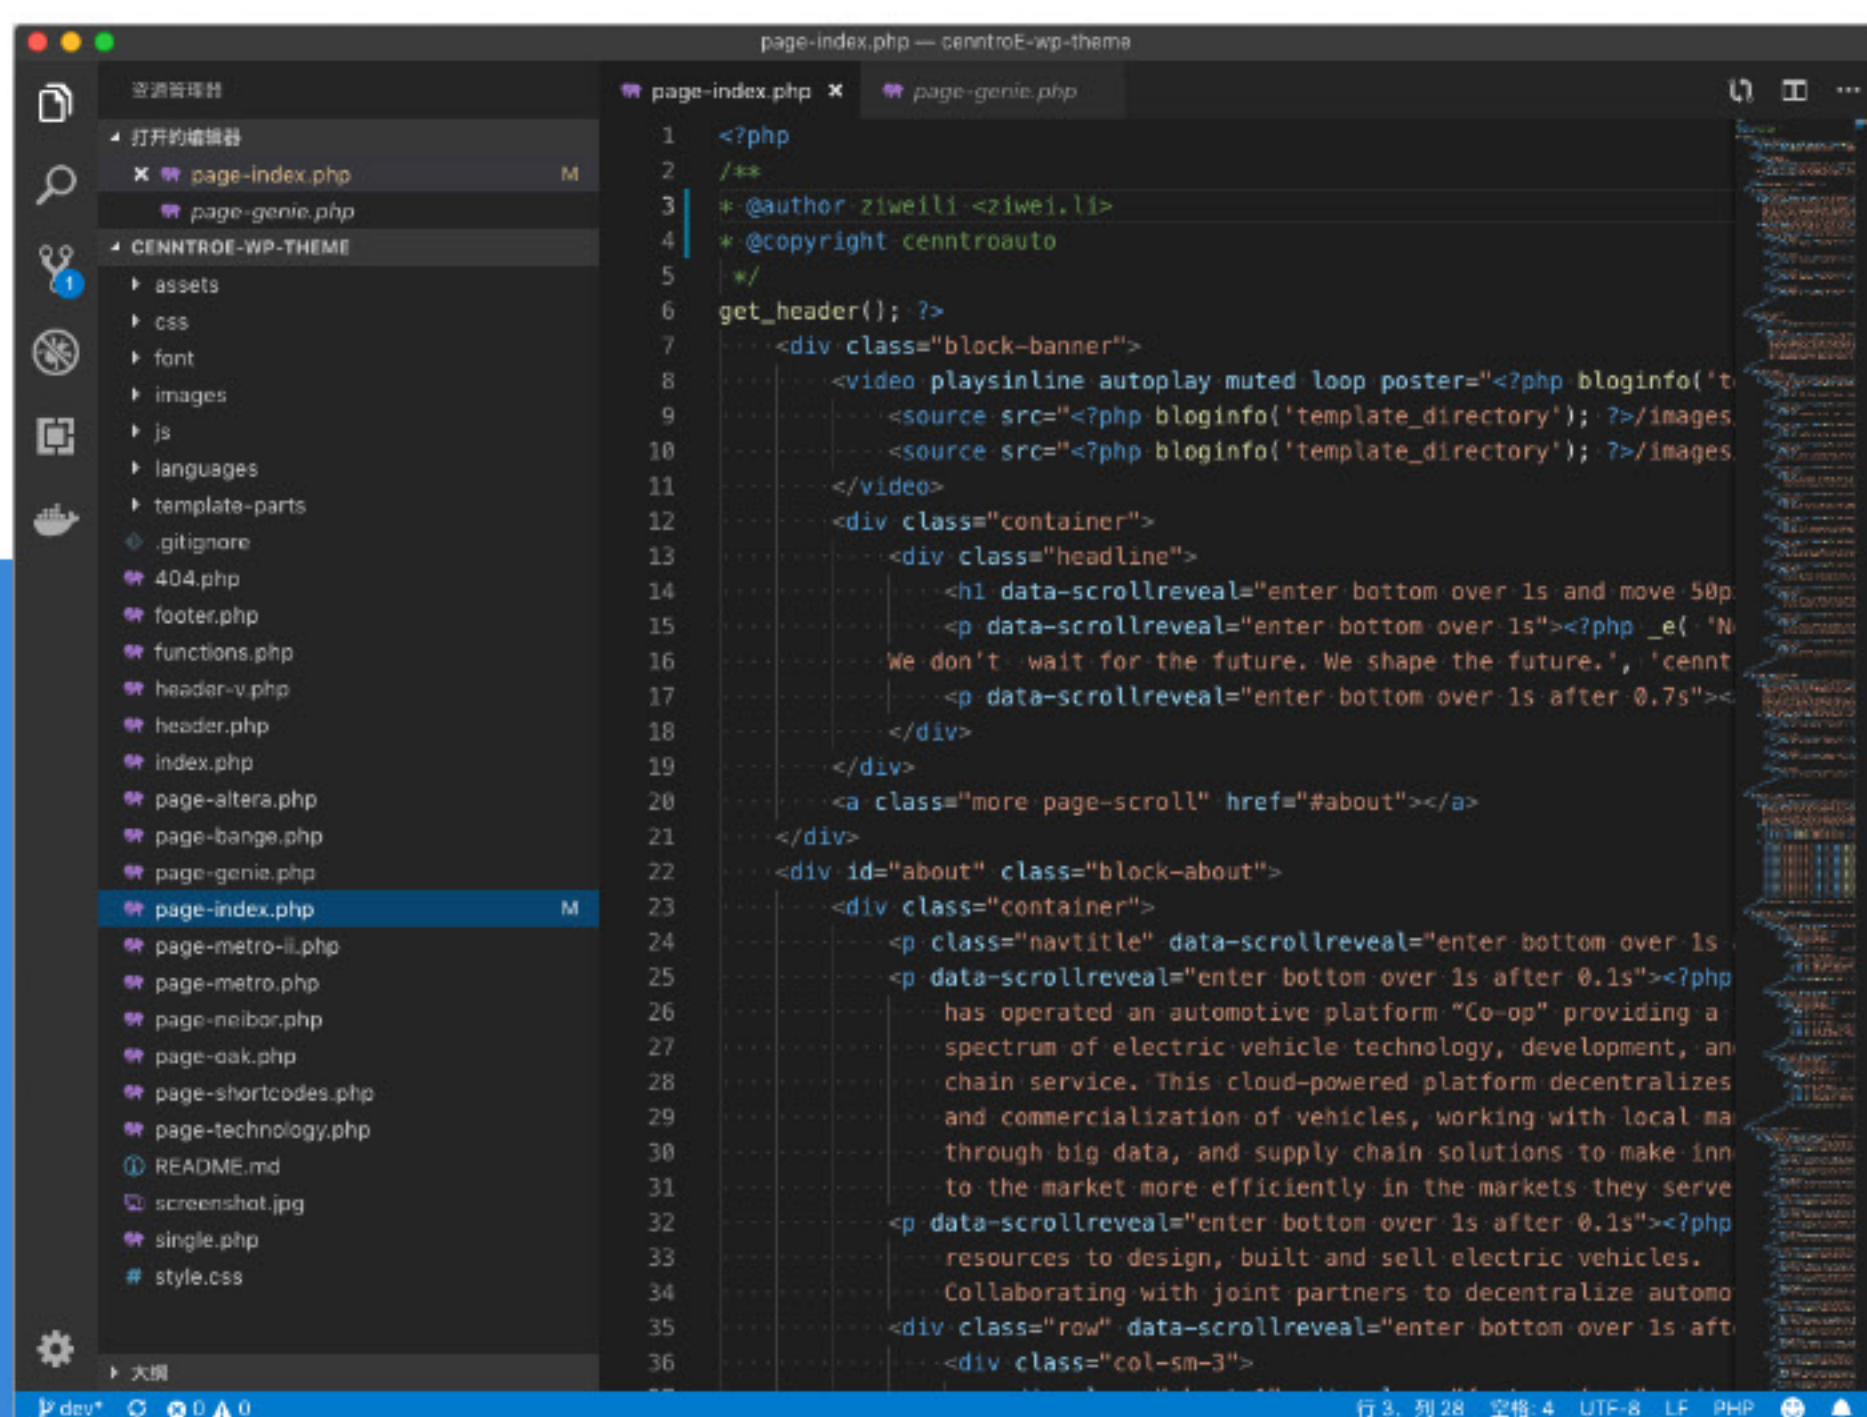 page-index.php — cenntroE-wp-theme
资源管理器
打开的编辑器
page-index.php M
page-genie.php
CENNTROE-WP-THEME
assets
css
font
images
js
languages
template-parts
.gitignore
404.php
footer.php
functions.php
header-v.php
header.php
index.php
page-altera.php
page-bange.php
page-genie.php
page-index.php M
page-metro-ii.php
page-metro.php
page-neibor.php
page-oak.php
page-shortcodes.php
page-technology.php
README.md
screenshot.jpg
single.php
style.css
大纲
page-index.php page-genie.php
1 <?php
2 /**
3 * @author ziweili <ziwei.li>
4 * @copyright cenntroauto
5 */
6 get_header(); ?>
7 <div class="block-banner">
8 <video playsinline autoplay muted loop poster="<?php bloginfo('t
9 <source src="<?php bloginfo('template_directory'); ?>/images
10 <source src="<?php bloginfo('template_directory'); ?>/images
11 </video>
12 <div class="container">
13 <div class="headline">
14 <h1 data-scrollreveal="enter bottom over 1s and move 50p
15 <p data-scrollreveal="enter bottom over 1s"><?php _e( 'N
16 We don't wait for the future. We shape the future.', 'cennt
17 <p data-scrollreveal="enter bottom over 1s after 0.7s"><
18 </div>
19 </div>
20 <a class="more page-scroll" href="#about"></a>
21 </div>
22 <div id="about" class="block-about">
23 <div class="container">
24 <p class="navtitle" data-scrollreveal="enter bottom over 1s
25 <p data-scrollreveal="enter bottom over 1s after 0.1s"><?php
26 has operated an automotive platform “Co-op” providing a
27 spectrum of electric vehicle technology, development, an
28 chain service. This cloud-powered platform decentralizes
29 and commercialization of vehicles, working with local ma
30 through big data, and supply chain solutions to make inn
31 to the market more efficiently in the markets they serve
32 <p data-scrollreveal="enter bottom over 1s after 0.1s"><?php
33 resources to design, built and sell electric vehicles.
34 Collaborating with joint partners to decentralize automo
35 <div class="row" data-scrollreveal="enter bottom over 1s aft
36 <div class="col-sm-3">
1
dev* 0 0 行 3，列 28 空格: 4 UTF-8 LF PHP